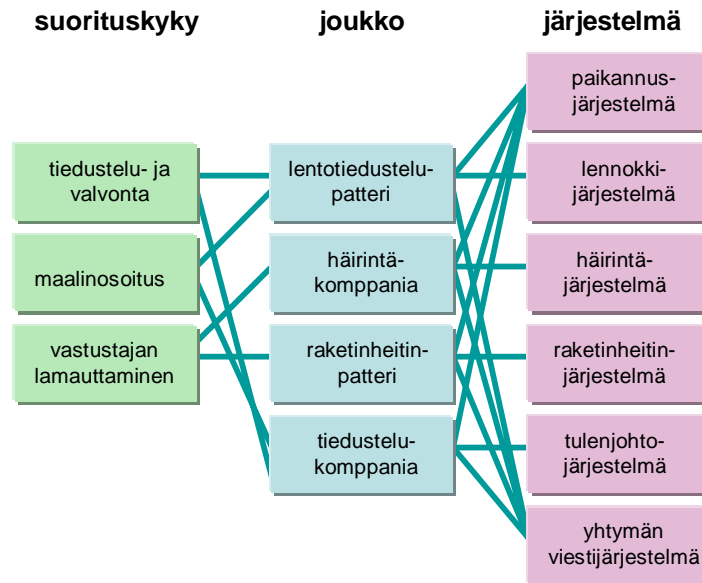 suorituskyky
joukko
järjestelmä
tiedustelu- ja
valvonta
maalinosoitus
vastustajan
lamauttaminen
lentotiedustelu-
patteri
häirintä-
komppania
raketinheitin-
patteri
tiedustelu-
komppania
paikannus-
järjestelmä
lennokki-
järjestelmä
häirintä-
järjestelmä
raketinheitin-
järjestelmä
tulenjohto-
järjestelmä
yhtymän
viestijärjestelmä